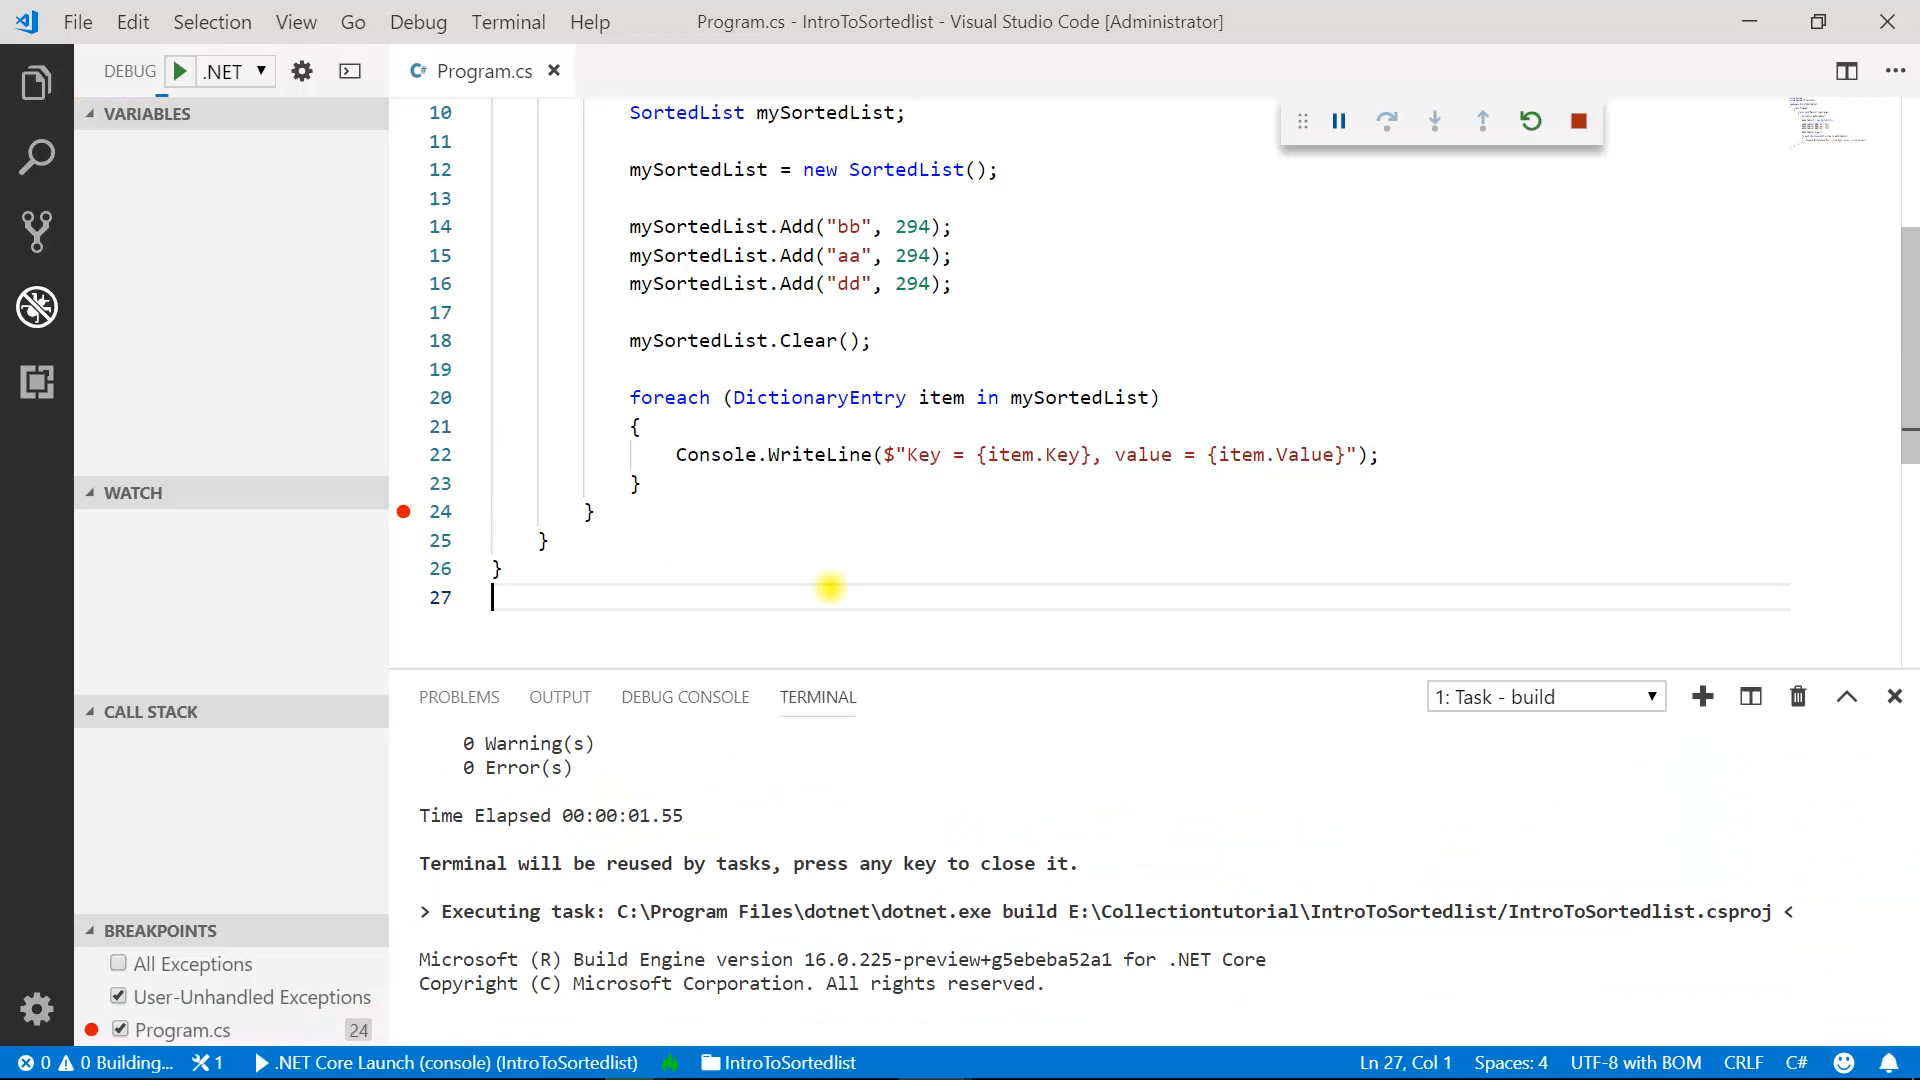 File Edit Selection View Go Debug Terminal Help
Program.cs - IntroToSortedlist - Visual Studio Code [Administrator]
DEBUG .NET
Program.cs
VARIABLES
WATCH
CALL STACK
BREAKPOINTS
All Exceptions
User-Unhandled Exceptions
Program.cs 24
10 SortedList mySortedList;
11
12 mySortedList = new SortedList();
13
14 mySortedList.Add("bb", 294);
15 mySortedList.Add("aa", 294);
16 mySortedList.Add("dd", 294);
17
18 mySortedList.Clear();
19
20 foreach (DictionaryEntry item in mySortedList)
21 {
22 Console.WriteLine($"Key = {item.Key}, value = {item.Value}");
23 }
24 }
25 }
26 }
27
PROBLEMS OUTPUT DEBUG CONSOLE TERMINAL
1: Task - build
0 Warning(s)
0 Error(s)
Time Elapsed 00:00:01.55
Terminal will be reused by tasks, press any key to close it.
> Executing task: C:\Program Files\dotnet\dotnet.exe build E:\Collectiontutorial\IntroToSortedlist/IntroToSortedlist.csproj <
Microsoft (R) Build Engine version 16.0.225-preview+g5ebeba52a1 for .NET Core
Copyright (C) Microsoft Corporation. All rights reserved.
0 0 Building... 1 .NET Core Launch (console) (IntroToSortedlist) IntroToSortedlist
Ln 27, Col 1 Spaces: 4 UTF-8 with BOM CRLF C#